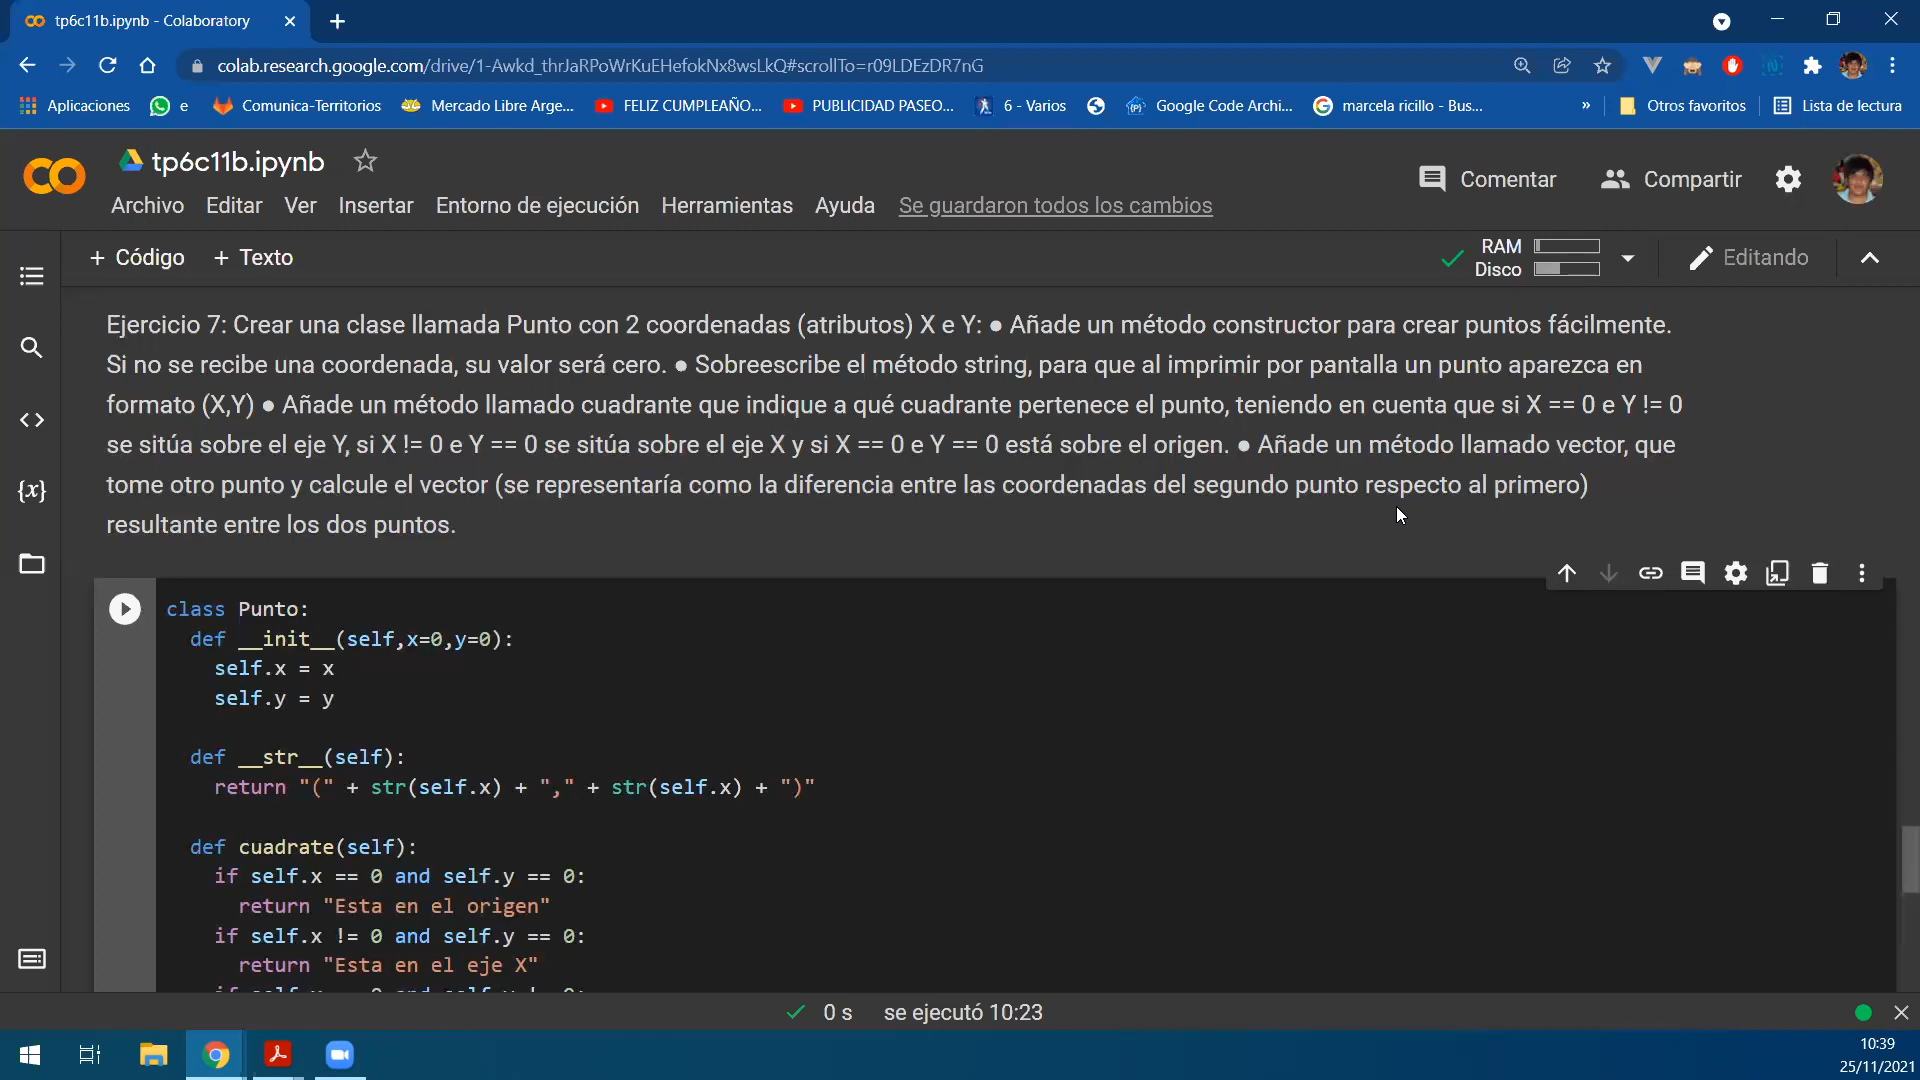 tp6c11b.ipynb - Colaboratory
colab.research.google.com/drive/1-Awkd_thrJaRPoWrKuEHefokNx8wsLkQ#scrollTo=r09LDEzDR7nG
Aplicaciones e Comunica-Territorios Mercado Libre Arge... FELIZ CUMPLEAÑO... PUBLICIDAD PASEO... 6 - Varios Google Code Archi... marcela ricillo - Bus... » Otros favoritos Lista de lectura
tp6c11b.ipynb
Comentar Compartir
Archivo Editar Ver Insertar Entorno de ejecución Herramientas Ayuda Se guardaron todos los cambios
+ Código + Texto
RAM
Disco
Editando
Ejercicio 7: Crear una clase llamada Punto con 2 coordenadas (atributos) X e Y: ● Añade un método constructor para crear puntos fácilmente.
Si no se recibe una coordenada, su valor será cero. ● Sobreescribe el método string, para que al imprimir por pantalla un punto aparezca en
formato (X,Y) ● Añade un método llamado cuadrante que indique a qué cuadrante pertenece el punto, teniendo en cuenta que si X == 0 e Y != 0
se sitúa sobre el eje Y, si X != 0 e Y == 0 se sitúa sobre el eje X y si X == 0 e Y == 0 está sobre el origen. ● Añade un método llamado vector, que
tome otro punto y calcule el vector (se representaría como la diferencia entre las coordenadas del segundo punto respecto al primero)
resultante entre los dos puntos.
class Punto:
def __init__(self,x=0,y=0):
self.x = x
self.y = y
def __str__(self):
return "(" + str(self.x) + "," + str(self.x) + ")"
def cuadrate(self):
if self.x == 0 and self.y == 0:
return "Esta en el origen"
if self.x != 0 and self.y == 0:
return "Esta en el eje X"
0 s se ejecutó 10:23
10:39
25/11/2021